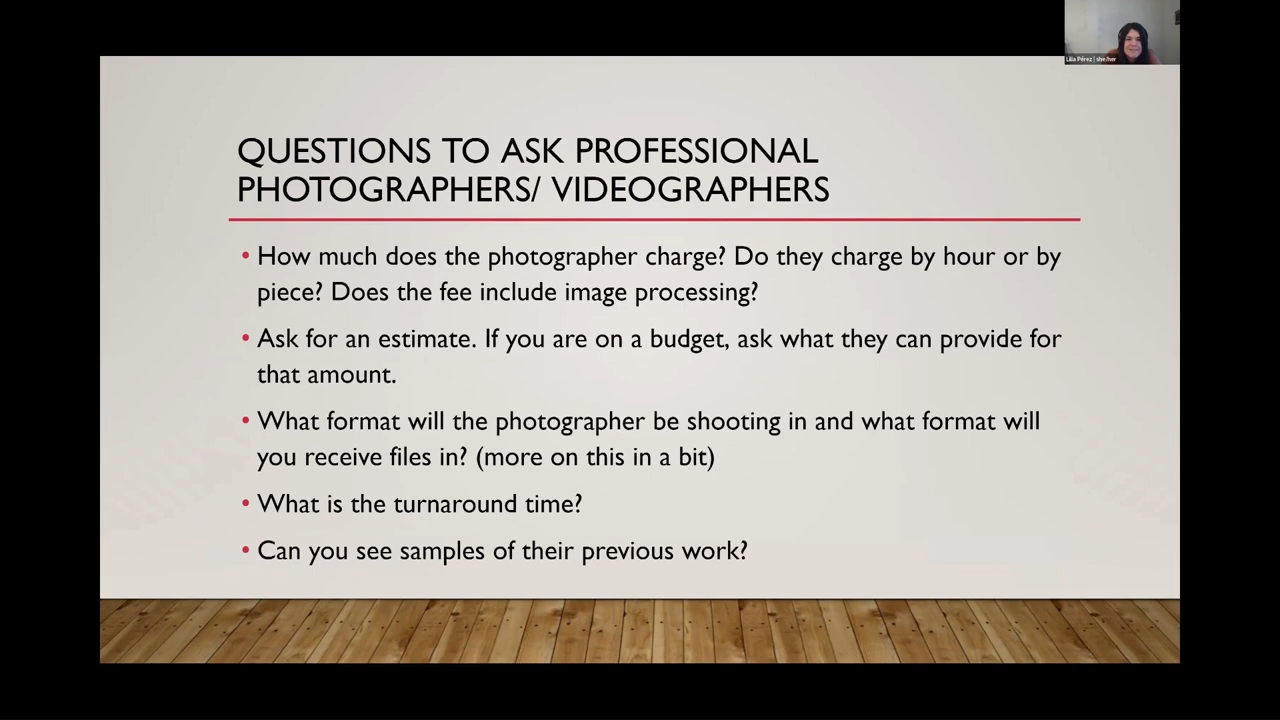 Lilia Pérez | she/her
QUESTIONS TO ASK PROFESSIONAL
PHOTOGRAPHERS/ VIDEOGRAPHERS
• How much does the photographer charge? Do they charge by hour or by
piece? Does the fee include image processing?
• Ask for an estimate. If you are on a budget, ask what they can provide for
that amount.
• What format will the photographer be shooting in and what format will
you receive files in? (more on this in a bit)
• What is the turnaround time?
• Can you see samples of their previous work?